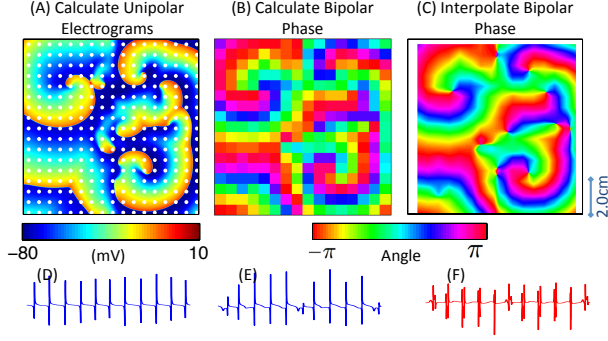 (A) Calculate Unipolar
Electrograms
(B) Calculate Bipolar
Phase
(C) Interpolate Bipolar
Phase
2.0cm
−80 (mV) 10
−π Angle π
(D)
(E)
(F)